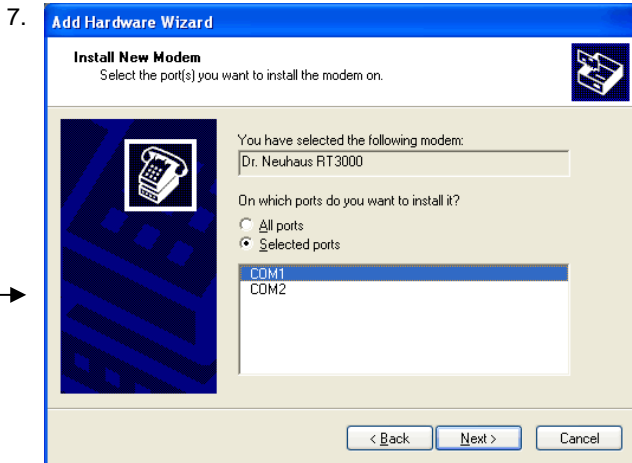 7.
Add Hardware Wizard
Install New Modem
Select the port(s) you want to install the modem on.
You have selected the following modem:
Dr. Neuhaus RT3000
On which ports do you want to install it?
All ports
Selected ports
COM1
COM2
< Back
Next >
Cancel